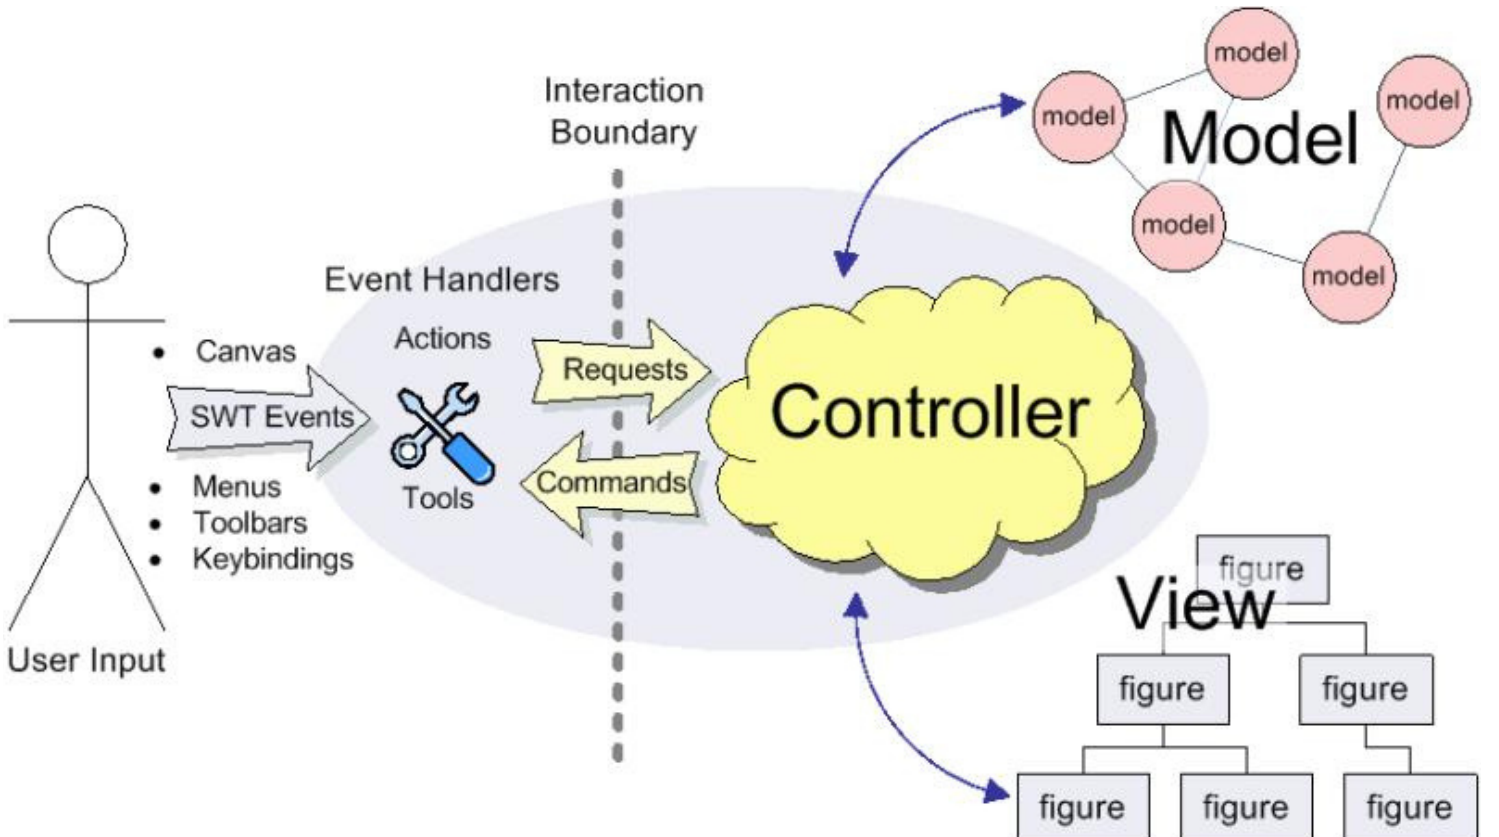 Interaction
Boundary
model
model
model
Model
model
model
Event Handlers
Actions
Canvas
Requests
SWT Events
Controller
Commands
Menus
Tools
Toolbars
Keybindings
User Input
figure
View
figure
figure
figure
figure
figure